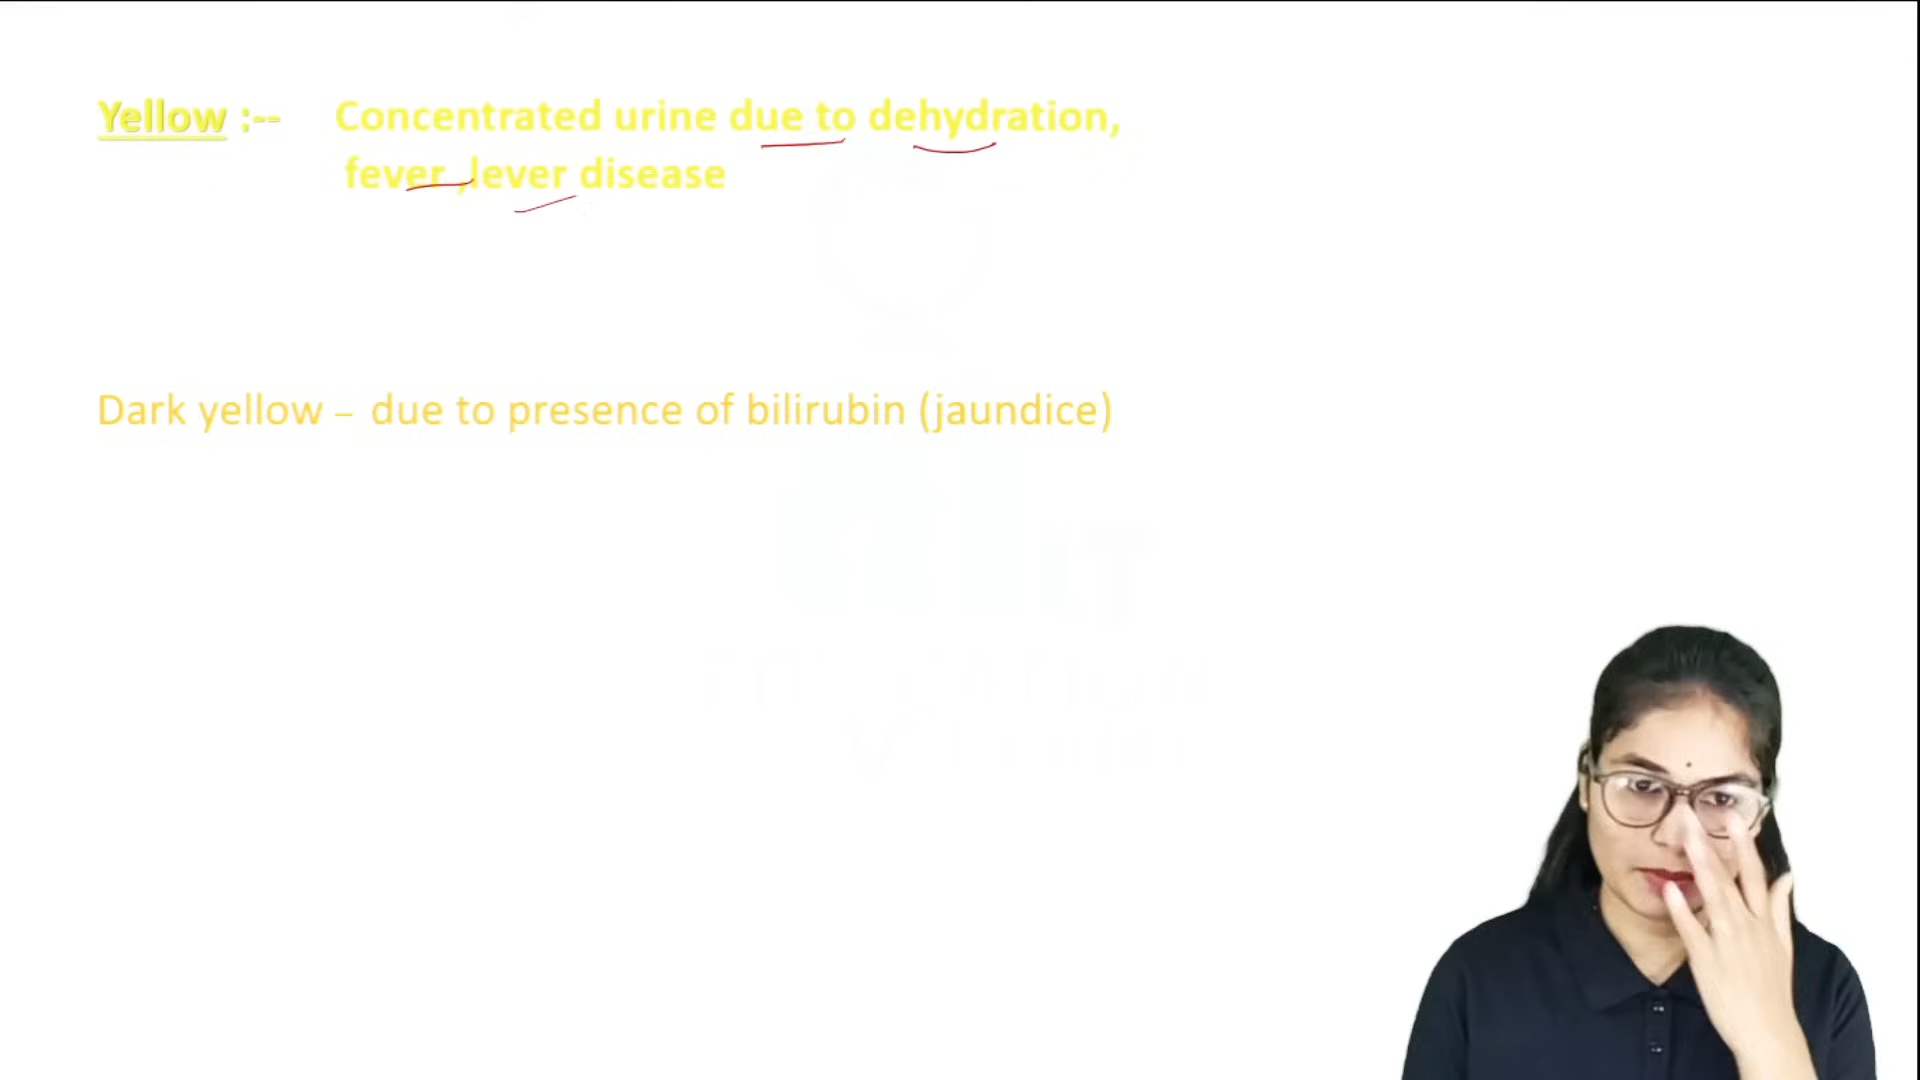 Yellow :-- Concentrated urine due to dehydration,
fever ,lever disease
Dark yellow – due to presence of bilirubin (jaundice)